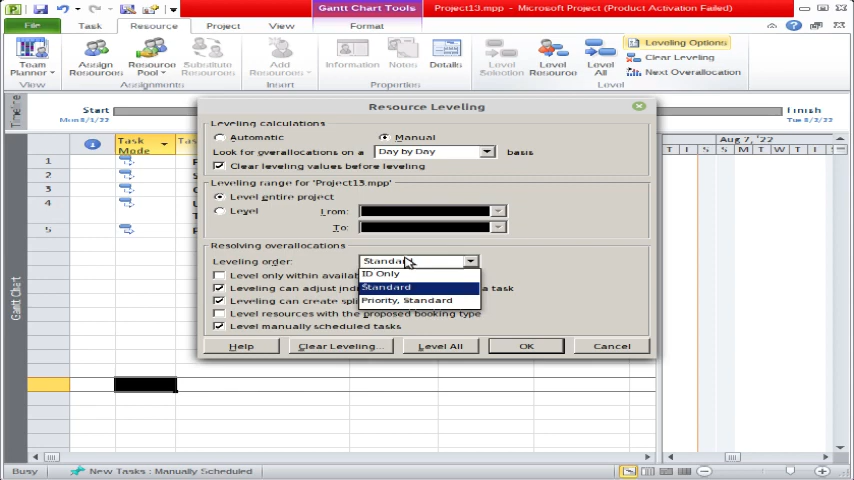 Gantt Chart Tools
Project13.mpp - Microsoft Project (Product Activation Failed)
File Task Resource Project View Format
Team Planner
Assign Resources
Resource Pool
Substitute Resources
Add Resources
Information
Notes
Details
Level Selection
Level Resource
Level All
Leveling Options
Clear Leveling
Next Overallocation
View Assignments Insert Properties Level
Timeline
Start
Mon 8/1/22
Finish
Tue 8/2/22
Task Mode
Aug 7, '22
T F S S M T W T F S
1
2
3
4
5
Gantt Chart
Resource Leveling
Leveling calculations
Automatic Manual
Look for overallocations on a Day by Day basis
Clear leveling values before leveling
Leveling range for 'Project13.mpp'
Level entire project
Level From:
To:
Resolving overallocations
Leveling order: Standard
ID Only
Standard
Priority, Standard
Level only within
Leveling can adjust
a task
Leveling can create
Level resources with the proposed booking type
Level manually scheduled tasks
Help Clear Leveling... Level All OK Cancel
Busy New Tasks : Manually Scheduled